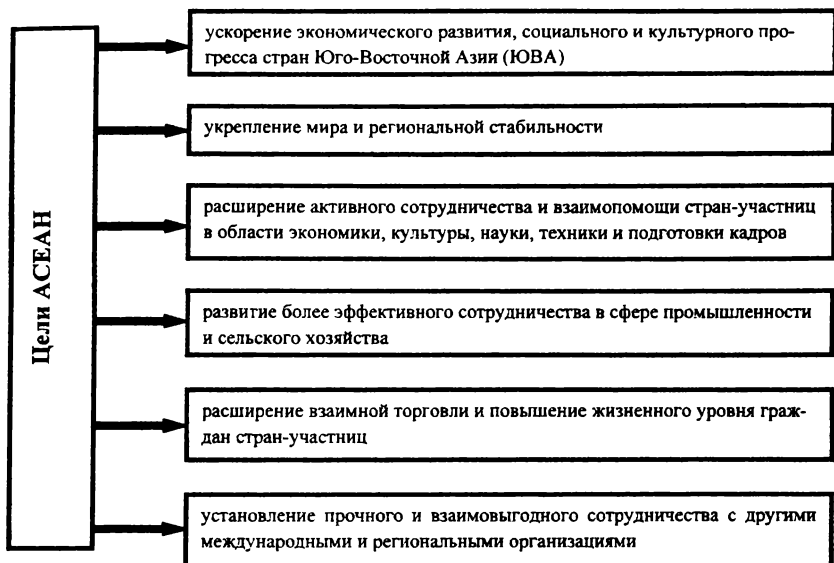 Цели АСЕАН
ускорение экономического развития, социального и культурного про-
гресса стран Юго-Восточной Азии (ЮВА)
укрепление мира и региональной стабильности
расширение активного сотрудничества и взаимопомощи стран-участниц
в области экономики, культуры, науки, техники и подготовки кадров
развитие более эффективного сотрудничества в сфере промышленности
и сельского хозяйства
расширение взаимной торговли и повышение жизненного уровня граж-
дан стран-участниц
установление прочного и взаимовыгодного сотрудничества с другими
международными и региональными организациями